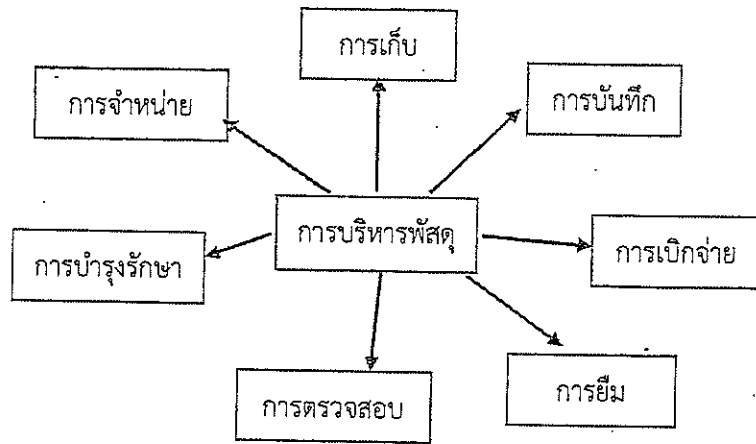 การเก็บ
การจำหน่าย
การบันทึก
การบริหารพัสดุ
การบำรุงรักษา
การเบิกจ่าย
การยืม
การตรวจสอบ